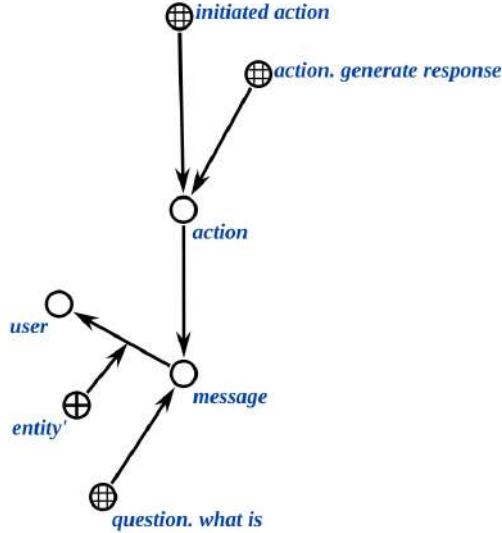 initiated action
action. generate response
action
user
message
entity'
question. what is